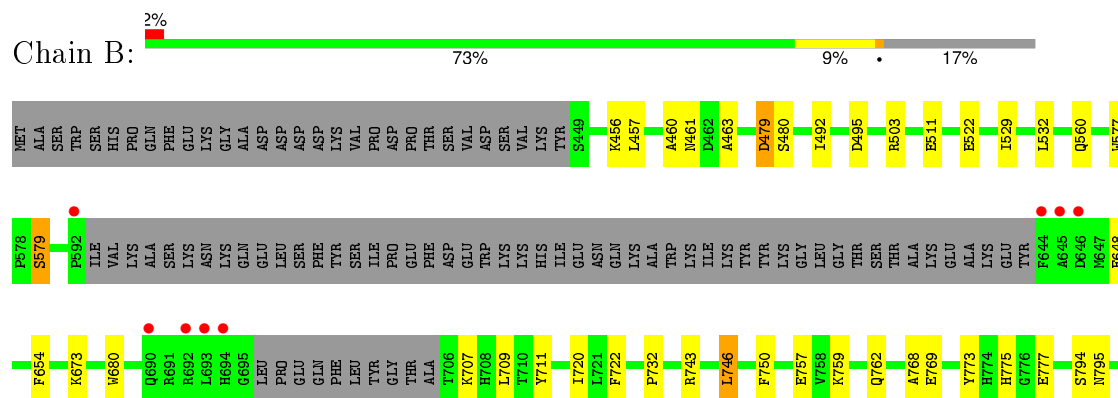 2%
Chain B:
73% 9% • 17%
MET ALA SER TRP SER HIS PRO GLN PHE GLU LYS GLY ALA ASP ASP ASP ASP LYS VAL PRO ASP PRO THR SER VAL ASP SER VAL LYS TYR S449 K456 L457 A460 N461 D462 A463 D479 S480 I492 D495 R503 E511 E522 I529 L532 Q560 W577
P578 S579 P592 ILE VAL LYS ALA SER LYS ASN LYS GLN GLU LEU SER PHE TYR SER ILE PRO GLU PHE ASP GLU TRP LYS LYS HIS ILE GLU ASN GLN LYS ALA TRP LYS ILE LYS TYR TYR LYS GLY LEU GLY THR SER THR ALA LYS GLU ALA LYS GLU TYR F644 A645 D646 M647 E648
F654 K673 W680 Q690 R691 R692 L693 H694 G695 LEU PRO GLU GLN PHE LEU TYR GLY THR ALA T706 K707 H708 L709 T710 Y711 I720 L721 F722 P732 R743 L746 F750 E757 V758 K759 Q762 A768 E769 Y773 H774 H775 G776 E777 S794 N795